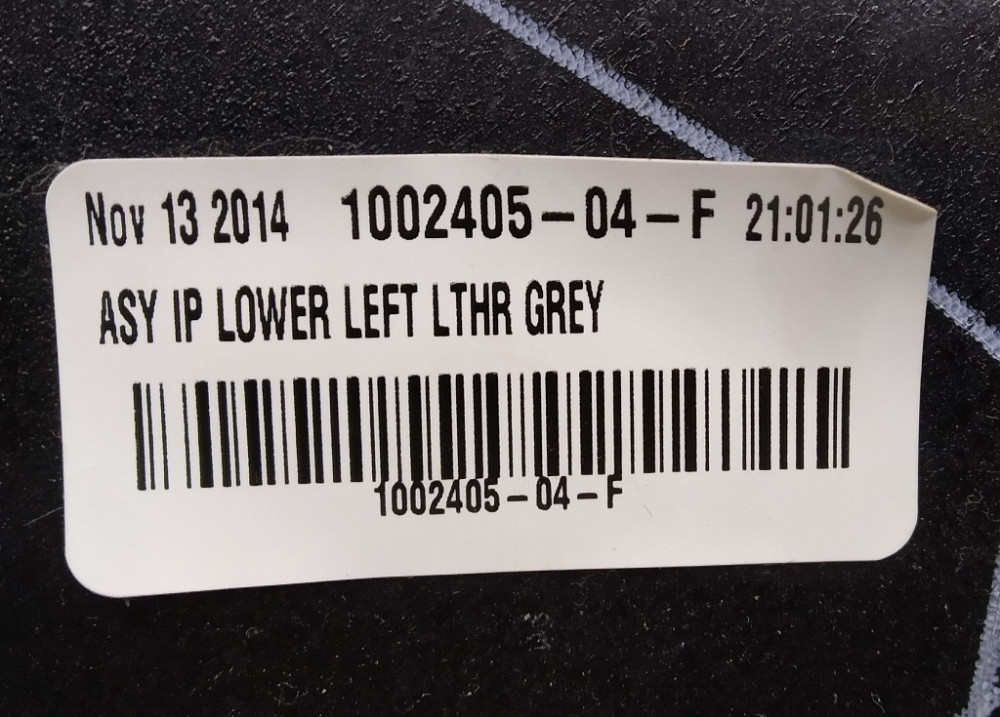 Nov 13 2014 1002405-04-F 21:01:26
ASY IP LOWER LEFT LTHR GREY
1002405-04-F